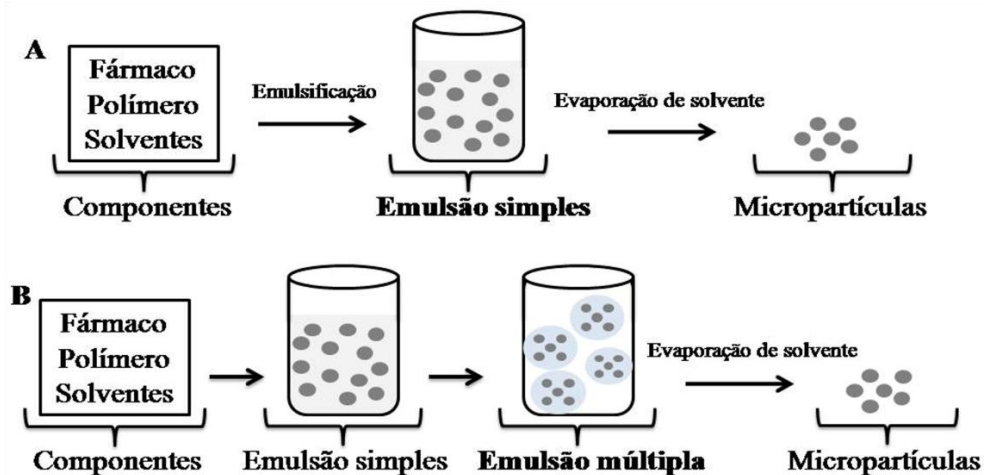 A
Fármaco
Polímero
Solventes
Emulsificação
Evaporação de solvente
Componentes
Emulsão simples
Micropartículas
B
Fármaco
Polímero
Solventes
Evaporação de solvente
Componentes
Emulsão simples
Emulsão múltipla
Micropartículas